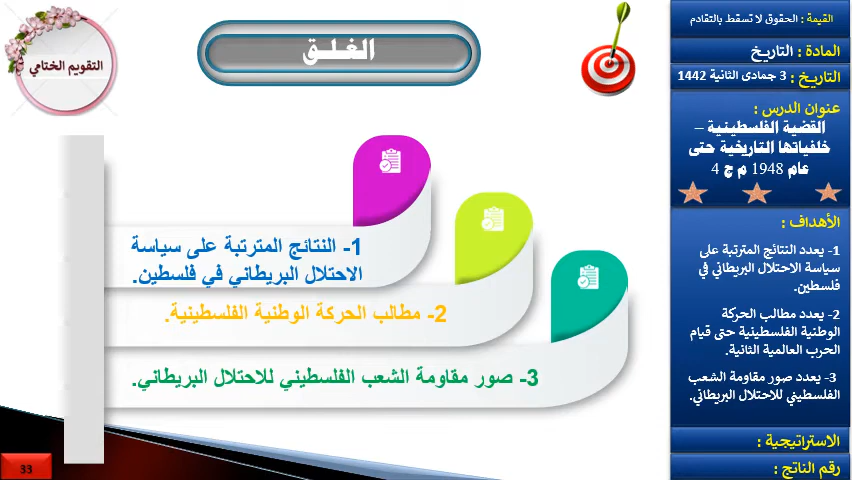 القيمة : الحقوق لا تسقط بالتقادم
المادة : التاريخ
التاريخ : 3 جمادى الثانية 1442
عنوان الدرس :
القضية الفلسطينية –
خلفياتها التاريخية حتى
عام 1948 م ج 4
الأهداف :
1- يعدد النتائج المترتبة على
سياسة الاحتلال البريطاني في
فلسطين.
2- يعدد مطالب الحركة
الوطنية الفلسطينية حتى قيام
الحرب العالمية الثانية.
3- يعدد صور مقاومة الشعب
الفلسطيني للاحتلال البريطاني.
الاستراتيجية :
رقم الناتج :
الغلق
التقويم الختامي
1- النتائج المترتبة على سياسة
الاحتلال البريطاني في فلسطين.
2- مطالب الحركة الوطنية الفلسطينية.
3- صور مقاومة الشعب الفلسطيني للاحتلال البريطاني.
33